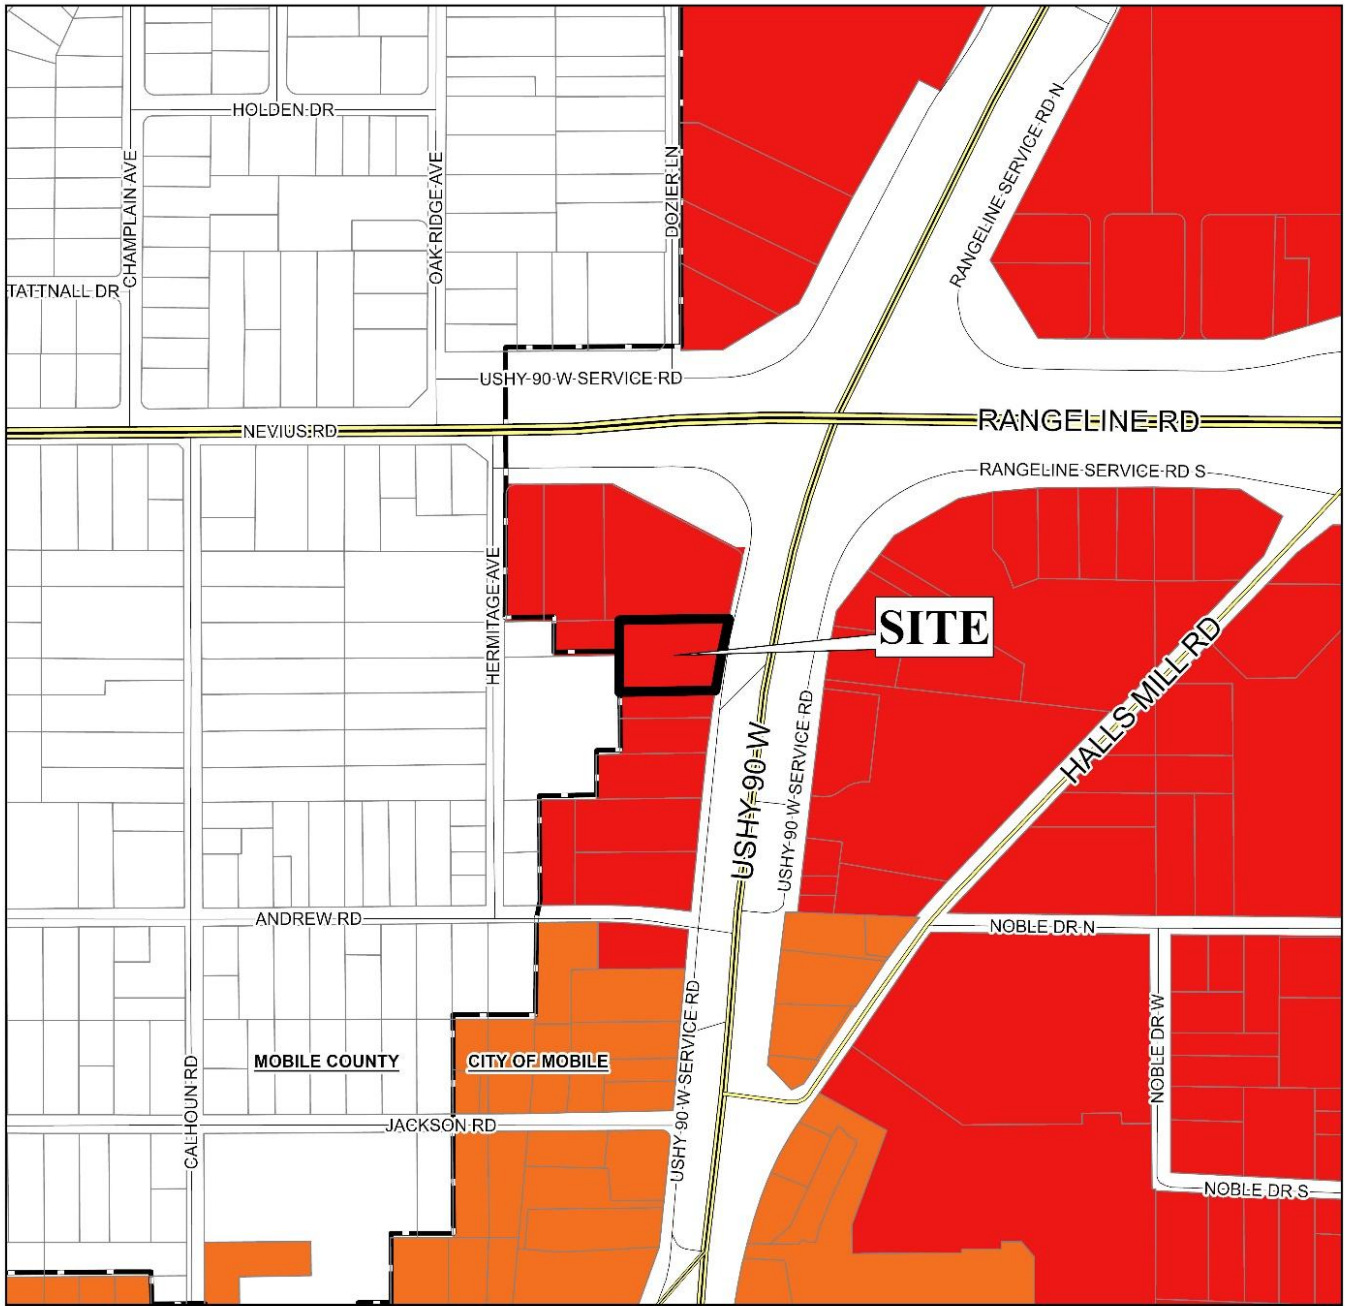 HOLDEN DR
CHAMPLAIN AVE
OAK RIDGE AVE
DOZIER LN
RANGELINE SERVICE RD N
TATTNALL DR
USHY 90 W SERVICE RD
RANGELINE RD
NEVIUS RD
RANGELINE SERVICE RD S
HERMITAGE AVE
SITE
HALLS MILL RD
USHY 90 W
USHY 90 W SERVICE RD
ANDREW RD
NOBLE DR N
USHY 90 W SERVICE RD
NOBLE DR W
MOBILE COUNTY
CITY OF MOBILE
CALHOUN RD
JACKSON RD
NOBLE DR S